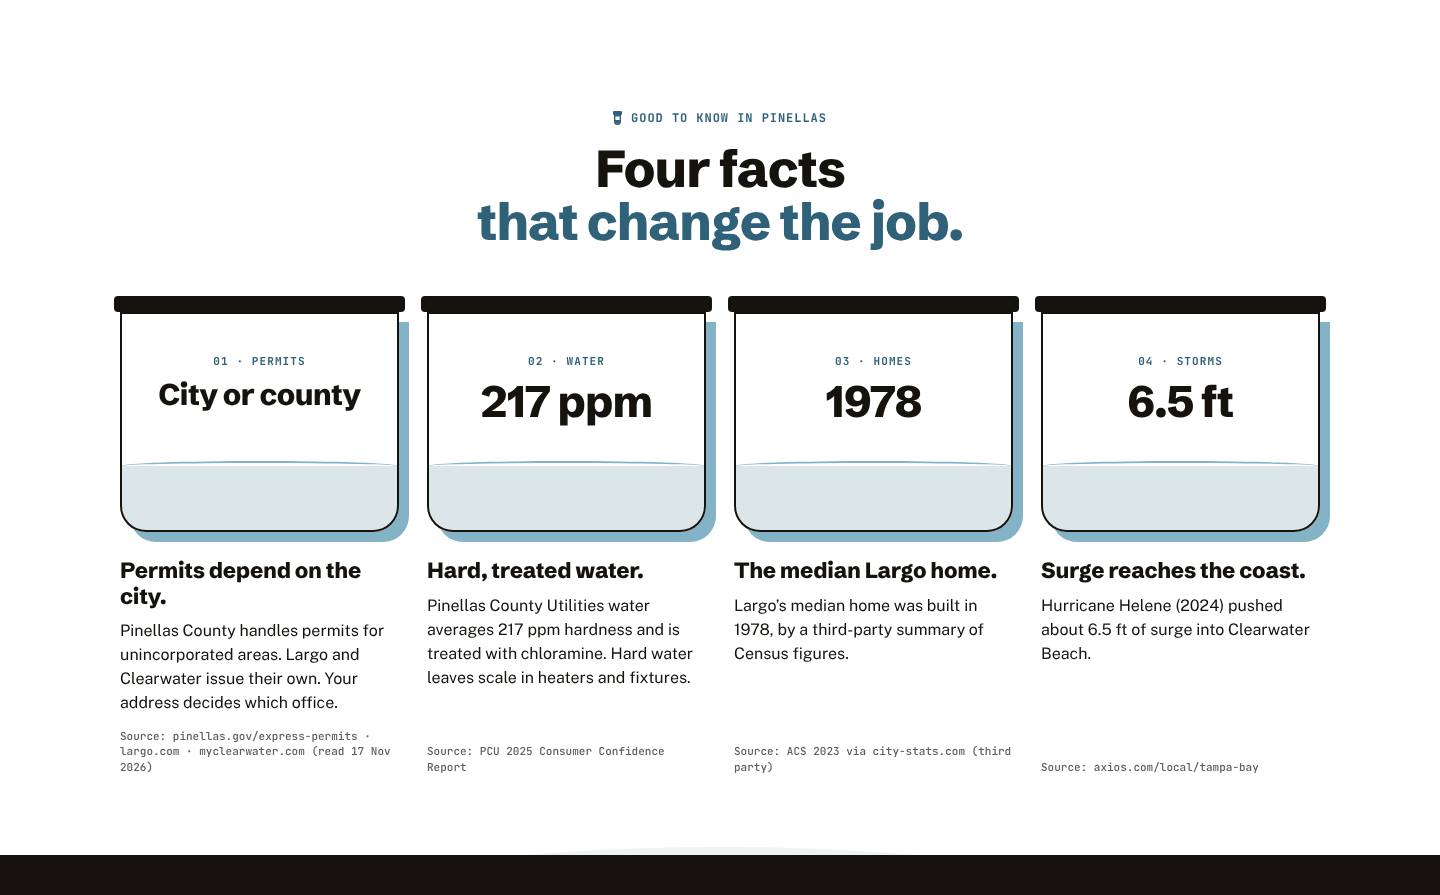 GOOD TO KNOW IN PINELLAS
Four facts
that change the job.
01 · PERMITS
City or county
Permits depend on the
city.
Pinellas County handles permits for
unincorporated areas. Largo and
Clearwater issue their own. Your
address decides which office.
Source: pinellas.gov/express-permits ·
largo.com · myclearwater.com (read 17 Nov
2026)
02 · WATER
217 ppm
Hard, treated water.
Pinellas County Utilities water
averages 217 ppm hardness and is
treated with chloramine. Hard water
leaves scale in heaters and fixtures.
Source: PCU 2025 Consumer Confidence
Report
03 · HOMES
1978
The median Largo home.
Largo’s median home was built in
1978, by a third-party summary of
Census figures.
Source: ACS 2023 via city-stats.com (third
party)
04 · STORMS
6.5 ft
Surge reaches the coast.
Hurricane Helene (2024) pushed
about 6.5 ft of surge into Clearwater
Beach.
Source: axios.com/local/tampa-bay